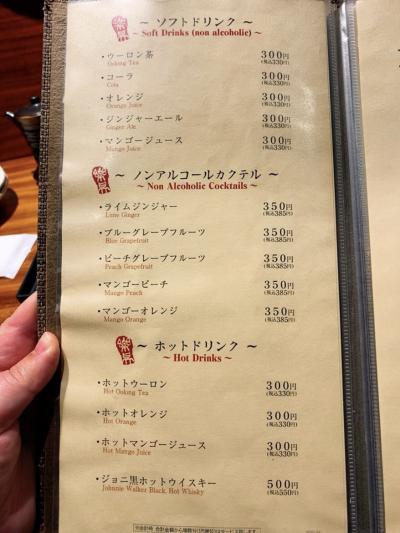 ～ ソフトドリンク ～
～ Soft Drinks (non alcoholic) ～
・ウーロン茶 300円
Oolong Tea (税込330円)
・コーラ 300円
Cola (税込330円)
・オレンジ 300円
Orange Juice (税込330円)
・ジンジャーエール 300円
Ginger Ale (税込330円)
・マンゴージュース 300円
Mango Juice (税込330円)
～ ノンアルコールカクテル ～
～ Non Alcoholic Cocktails ～
・ライムジンジャー 350円
Lime Ginger (税込385円)
・ブルーグレープフルーツ 350円
Blue Grapefruit (税込385円)
・ピーチグレープフルーツ 350円
Peach Grapefruit (税込385円)
・マンゴーピーチ 350円
Mango Peach (税込385円)
・マンゴーオレンジ 350円
Mango Orange (税込385円)
～ ホットドリンク ～
～ Hot Drinks ～
・ホットウーロン 300円
Hot Oolong Tea (税込330円)
・ホットオレンジ 300円
Hot Orange (税込330円)
・ホットマンゴージュース 300円
Hot Mango Juice (税込330円)
・ジョニ黒ホットウイスキー 500円
Johnnie Walker Black, Hot Whisky (税込550円)